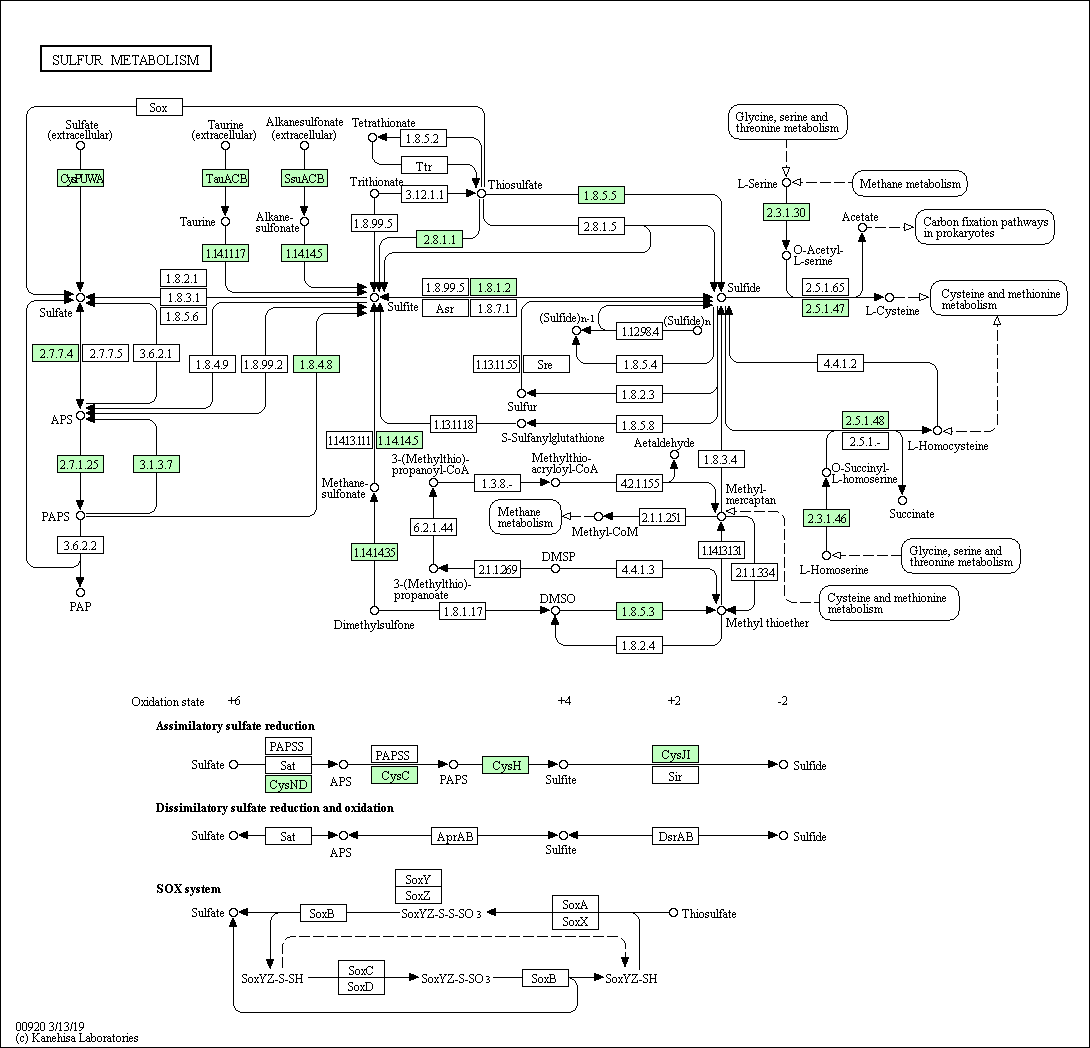 SULFUR METABOLISM
Sox
Sulfate
(extracellular)
Taurine
(extracellular)
Alkanesulfonate
(extracellular)
Tetrathionate
1.8.5.2
Ttr
Trithionate
3.12.1.1
Thiosulfate
1.8.99.5
CysPUWA
TauACB
SsuACB
Taurine
Alkane-
sulfonate
1.14.11.17
1.14.14.5
2.8.1.1
1.8.5.5
2.8.1.5
Glycine, serine and
threonine metabolism
L-Serine
Methane metabolism
2.3.1.30
Acetate
Carbon fixation pathways
in prokaryotes
O-Acetyl-
L-serine
1.8.2.1
1.8.3.1
1.8.5.6
Sulfate
Sulfite
1.8.99.5
1.8.1.2
Asr
1.8.7.1
Sulfide
2.5.1.65
2.5.1.47
L-Cysteine
Cysteine and methionine
metabolism
(Sulfide)n-1
(Sulfide)n
1.12.98.4
2.7.7.4
2.7.7.5
3.6.2.1
1.8.4.9
1.8.99.2
1.8.4.8
1.13.11.55
Sre
1.8.5.4
4.4.1.2
1.8.2.3
Sulfur
APS
1.13.11.18
1.8.5.8
S-Sulfanylglutathione
2.5.1.48
2.5.1.-
L-Homocysteine
1.14.13.111
1.14.14.5
3-(Methylthio)-
propanoyl-CoA
Methylthio-
acryloyl-CoA
Aetaldehyde
1.8.3.4
2.7.1.25
3.1.3.7
Methane-
sulfonate
1.3.8.-
4.2.1.155
Methyl-
mercaptan
O-Succinyl-
L-homoserine
Succinate
PAPS
Methane
metabolism
Methyl-CoM
2.1.1.251
2.3.1.46
6.2.1.44
3.6.2.2
1.14.14.35
1.14.13.131
L-Homoserine
Glycine, serine and
threonine metabolism
DMSP
2.1.1.269
4.4.1.3
2.1.1.334
3-(Methylthio)-
propanoate
PAP
DMSO
Cysteine and methionine
metabolism
Dimethylsulfone
1.8.1.17
1.8.5.3
Methyl thioether
1.8.2.4
Oxidation state +6 +4 +2 -2
Assimilatory sulfate reduction
PAPSS
Sulfate
Sat
CysND
APS
PAPSS
CysC
PAPS
CysH
Sulfite
CysJI
Sir
Sulfide
Dissimilatory sulfate reduction and oxidation
Sulfate
Sat
APS
AprAB
Sulfite
DsrAB
Sulfide
SOX system
SoxY
SoxZ
Sulfate
SoxB
SoxYZ-S-S-SO3
SoxA
SoxX
Thiosulfate
SoxYZ-S-SH
SoxC
SoxD
SoxYZ-S-SO3
SoxB
SoxYZ-SH
00920 3/13/19
(c) Kanehisa Laboratories